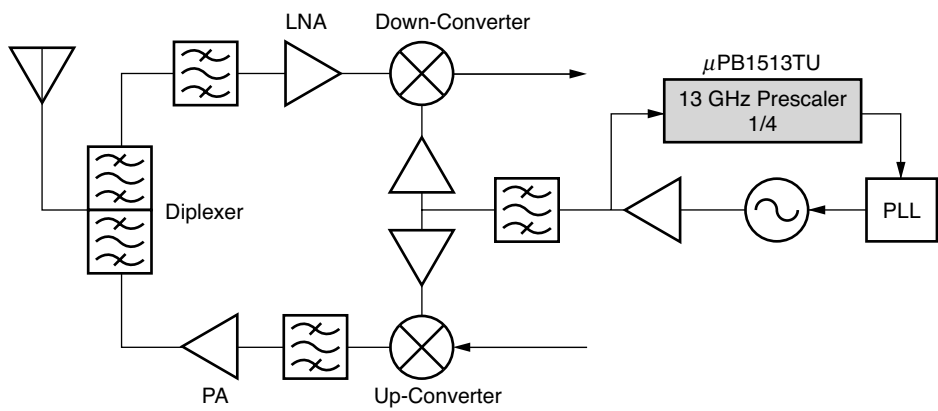 LNA
Down-Converter
μPB1513TU
13 GHz Prescaler
1/4
Diplexer
PLL
PA
Up-Converter